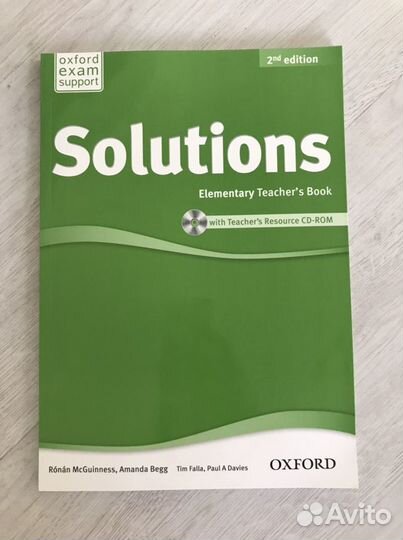 oxford
exam
support
2nd edition
Solutions
Elementary Teacher's Book
with Teacher's Resource CD-ROM
Rónán McGuinness, Amanda Begg Tim Falla, Paul A Davies
OXFORD
Avito